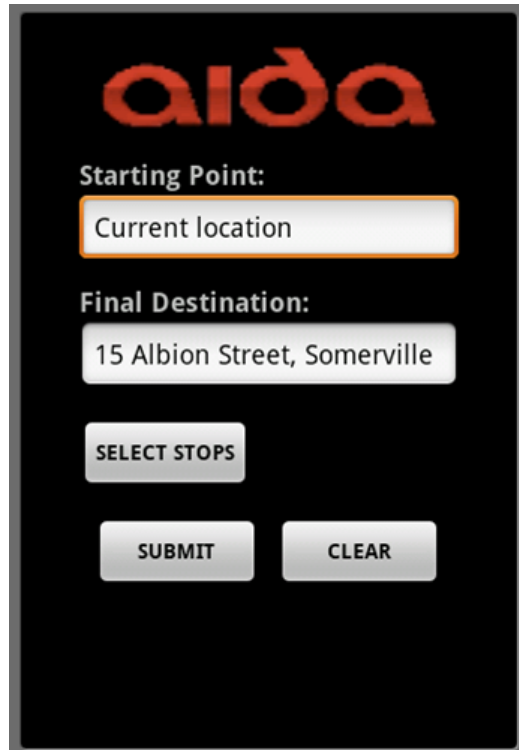 aida
Starting Point:
Current location
Final Destination:
15 Albion Street, Somerville
SELECT STOPS
SUBMIT CLEAR